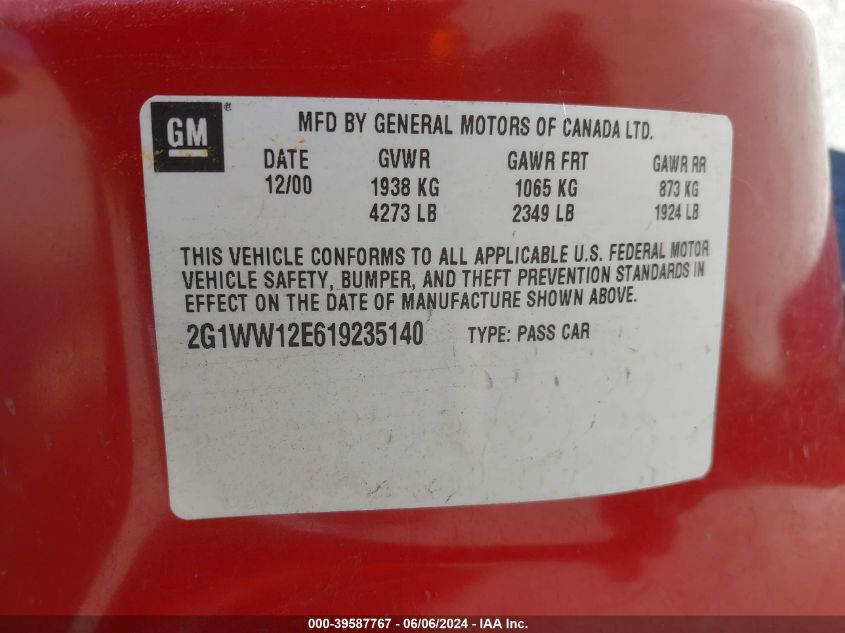 GM®
MFD BY GENERAL MOTORS OF CANADA LTD.
DATE GVWR GAWR FRT GAWR RR
12/00 1938 KG 1065 KG 873 KG
4273 LB 2349 LB 1924 LB
THIS VEHICLE CONFORMS TO ALL APPLICABLE U.S. FEDERAL MOTOR
VEHICLE SAFETY, BUMPER, AND THEFT PREVENTION STANDARDS IN
EFFECT ON THE DATE OF MANUFACTURE SHOWN ABOVE.
2G1WW12E619235140 TYPE: PASS CAR
000-39587767 - 06/06/2024 - IAA Inc.